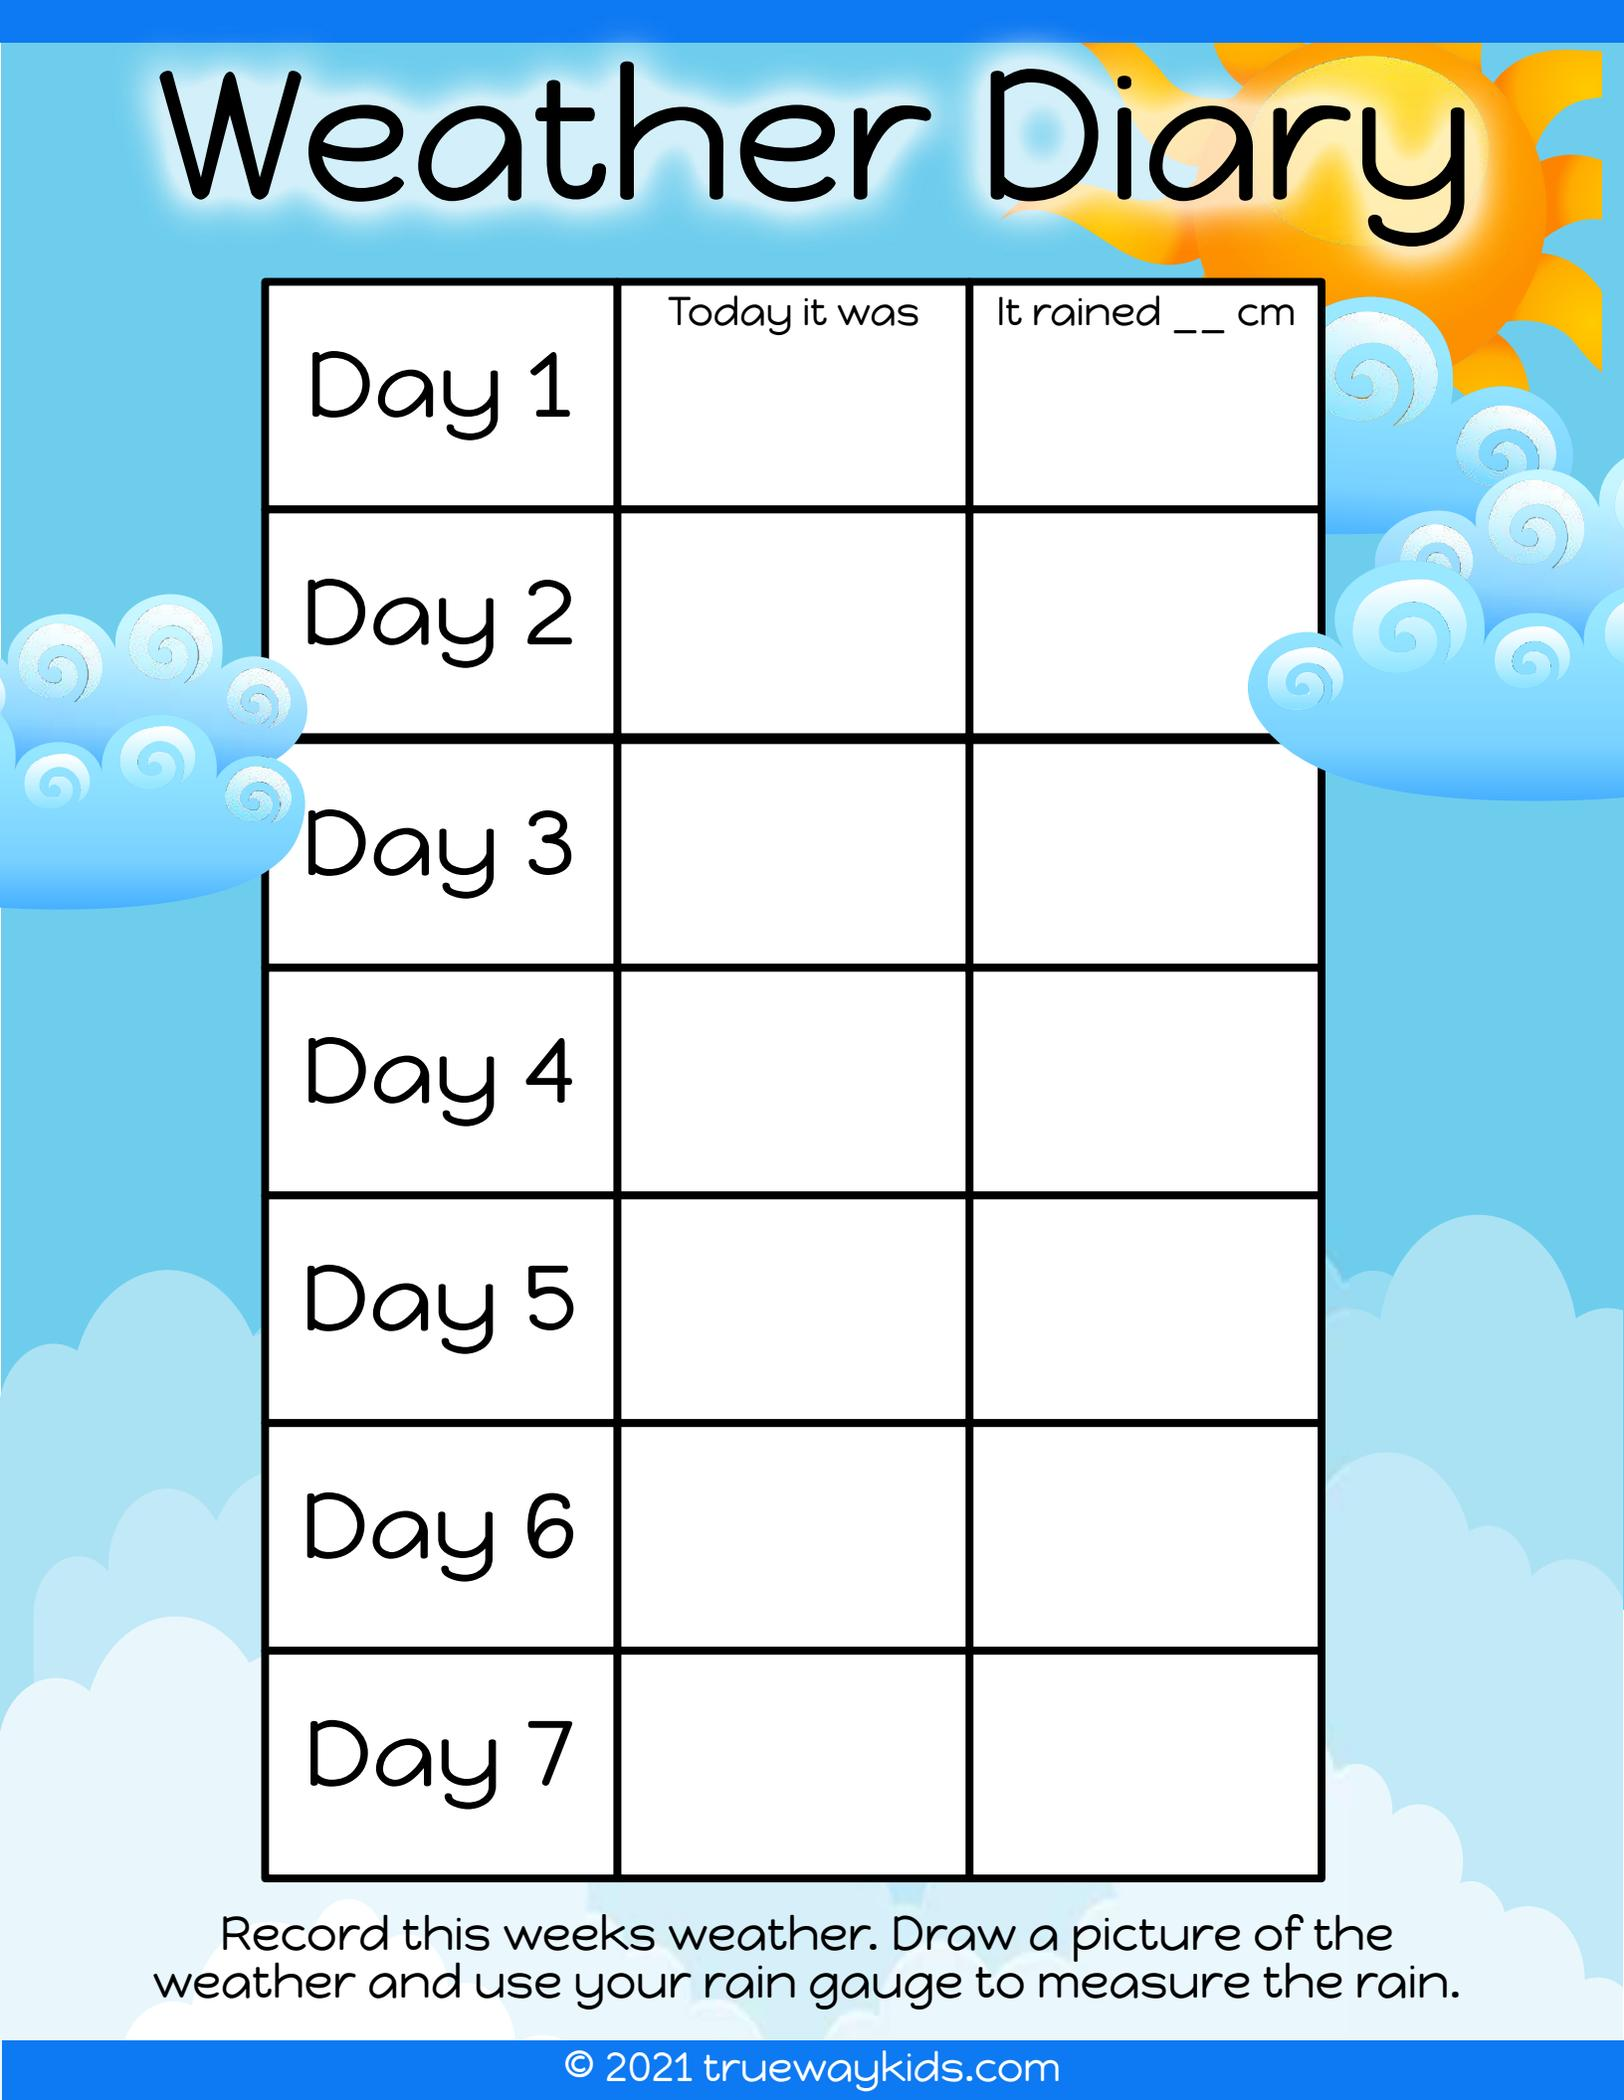 Weather Diary
Today it was
It rained __ cm
Day 1
Day 2
Day 3
Day 4
Day 5
Day 6
Day 7
Record this weeks weather. Draw a picture of the
weather and use your rain gauge to measure the rain.
© 2021 truewaykids.com